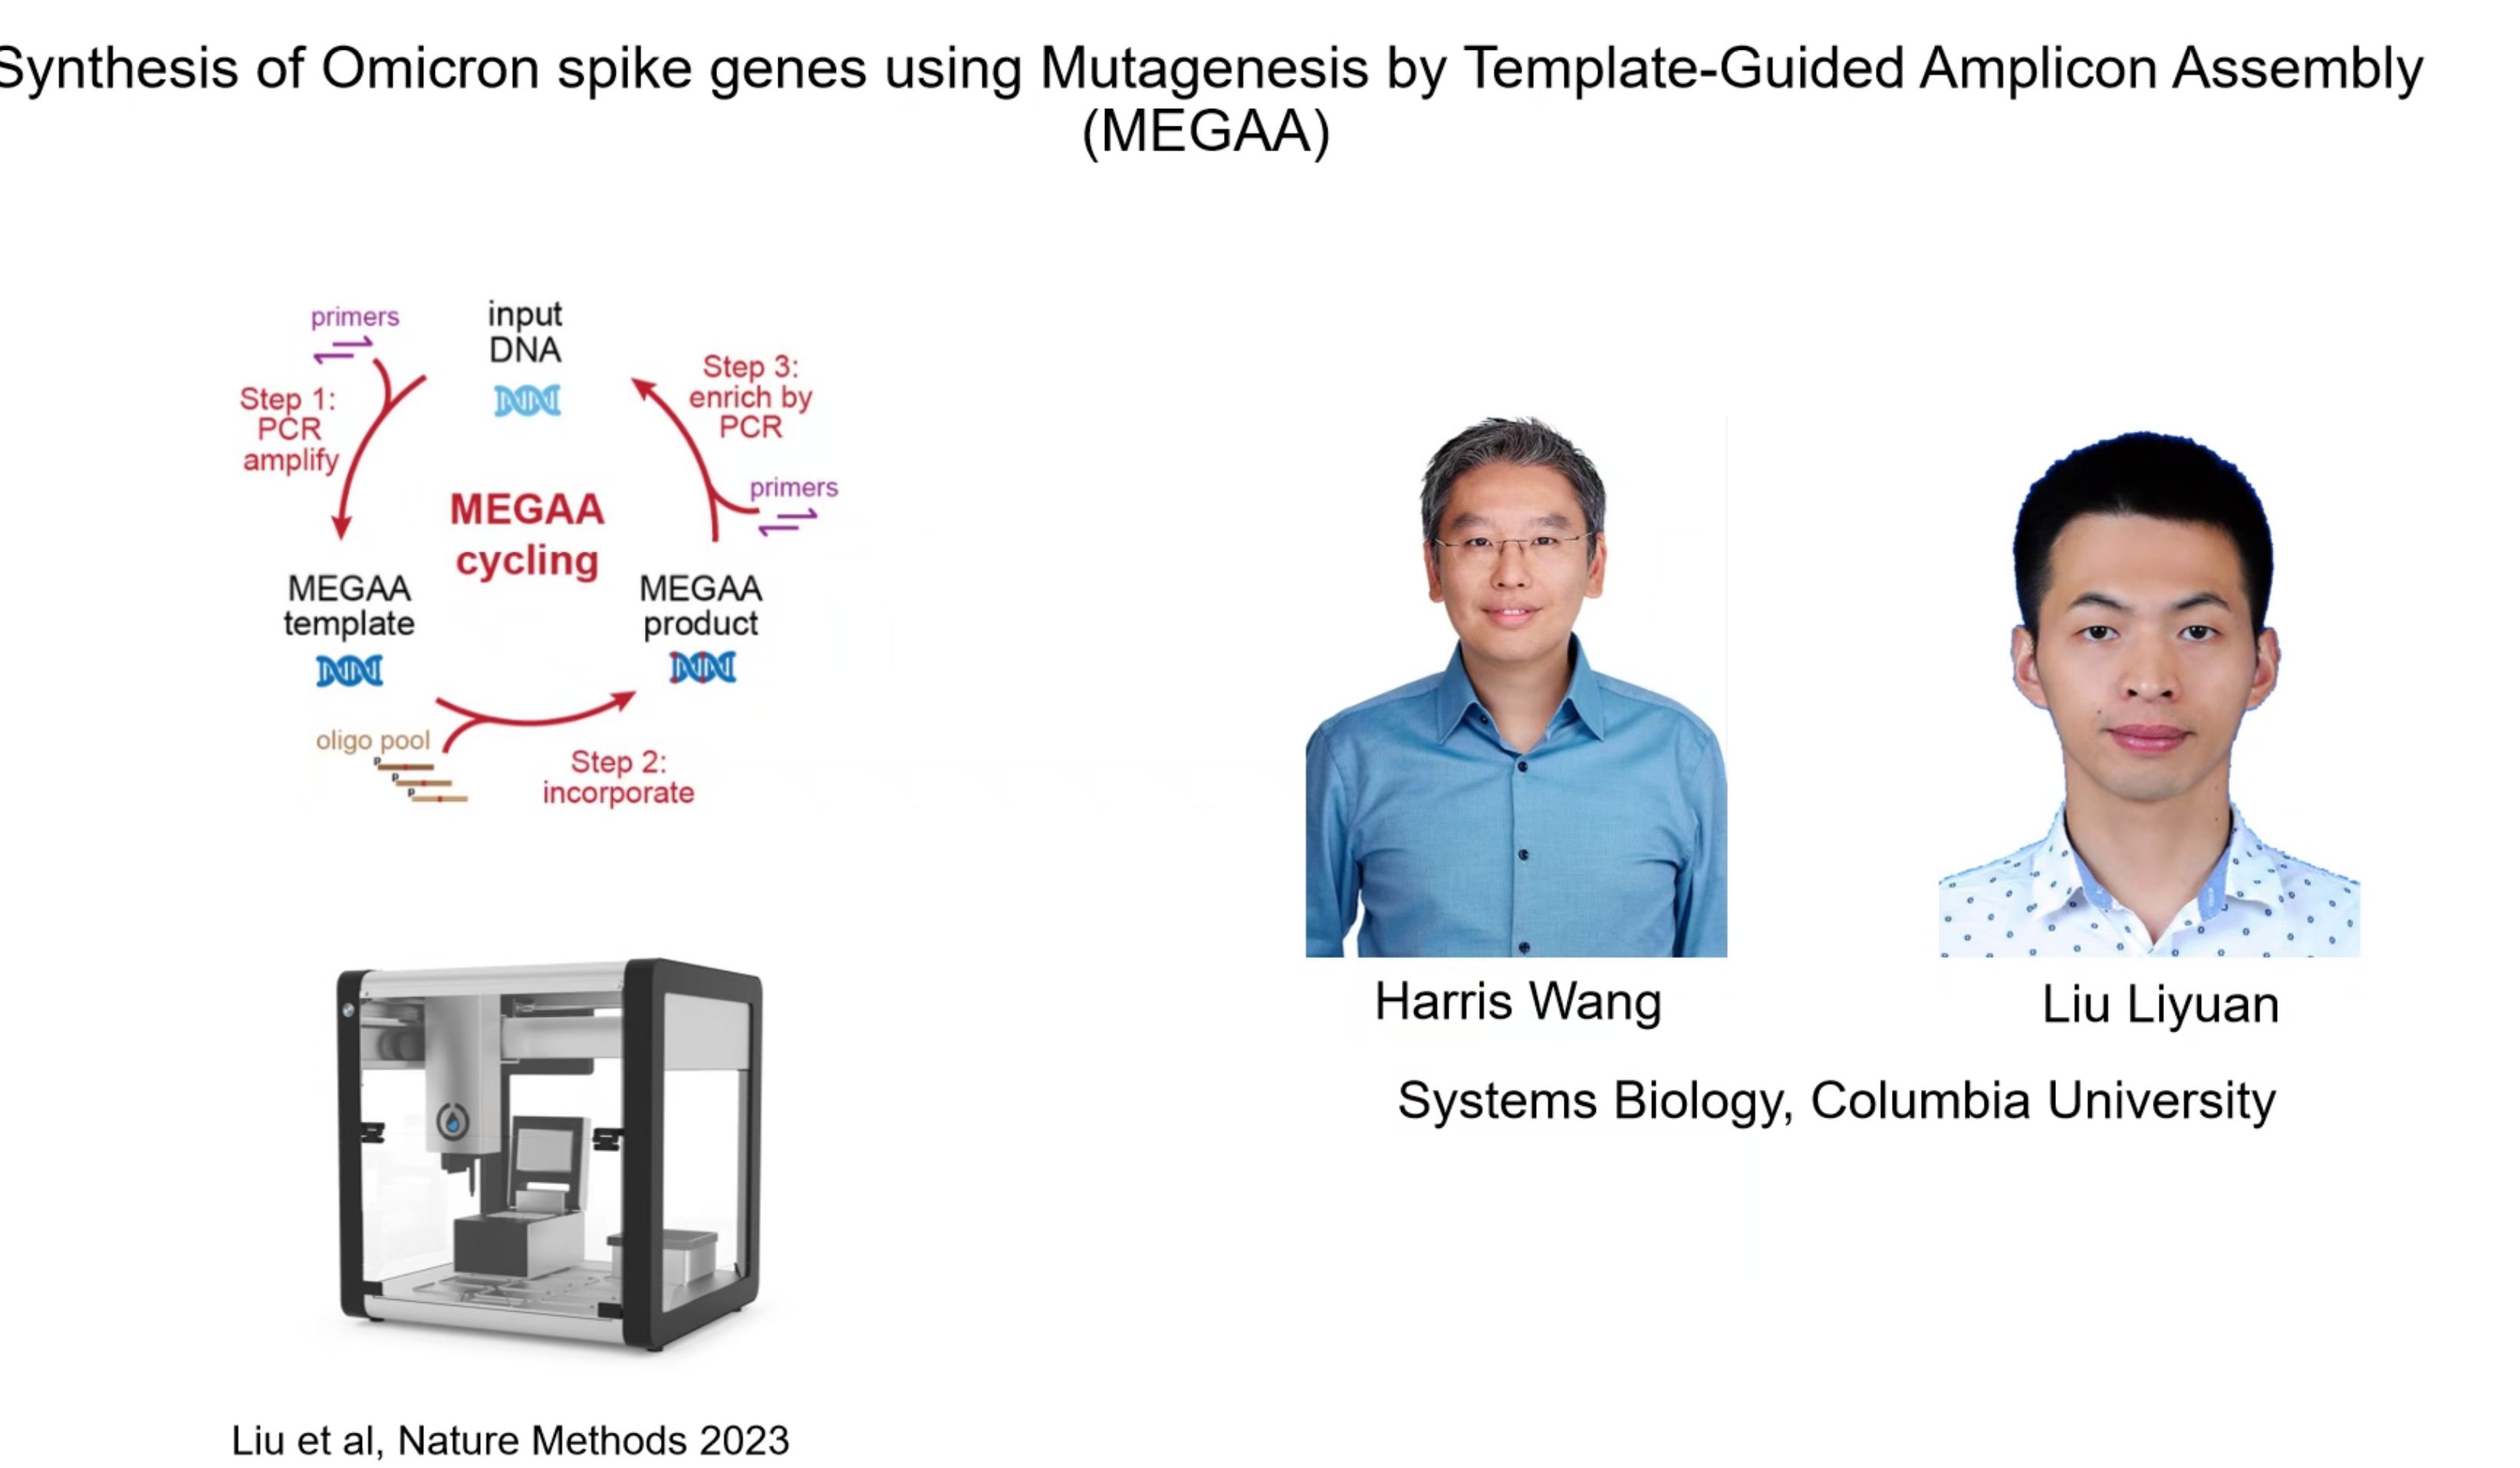 Synthesis of Omicron spike genes using Mutagenesis by Template-Guided Amplicon Assembly
(MEGAA)
primers
input
DNA
Step 1:
PCR
amplify
Step 3:
enrich by
PCR
primers
MEGAA
cycling
MEGAA
template
MEGAA
product
oligo pool
p
p
p
Step 2:
incorporate
Harris Wang
Liu Liyuan
Systems Biology, Columbia University
Liu et al, Nature Methods 2023